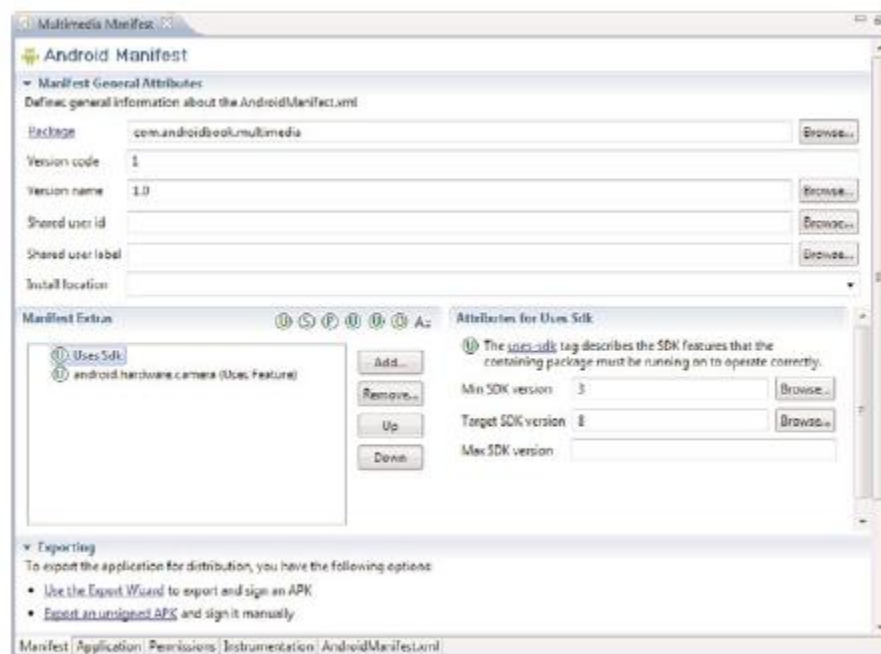 Multimedia Manifest
Android Manifest
Manifest General Attributes
Defines general information about the AndroidManifest.xml
Package com.androidbook.multimedia Browse...
Version code 1
Version name 1.0 Browse...
Shared user id Browse...
Shared user label Browse...
Install location
Manifest Extras U S P U U O Az
Uses Sdk
android.hardware.camera (Uses Feature)
Add...
Remove...
Up
Down
Attributes for Uses Sdk
The uses-sdk tag describes the SDK features that the
containing package must be running on to operate correctly.
Min SDK version 3 Browse...
Target SDK version 8 Browse...
Max SDK version
Exporting
To export the application for distribution, you have the following options:
• Use the Export Wizard to export and sign an APK
• Export an unsigned APK and sign it manually
Manifest Application Permissions Instrumentation AndroidManifest.xml